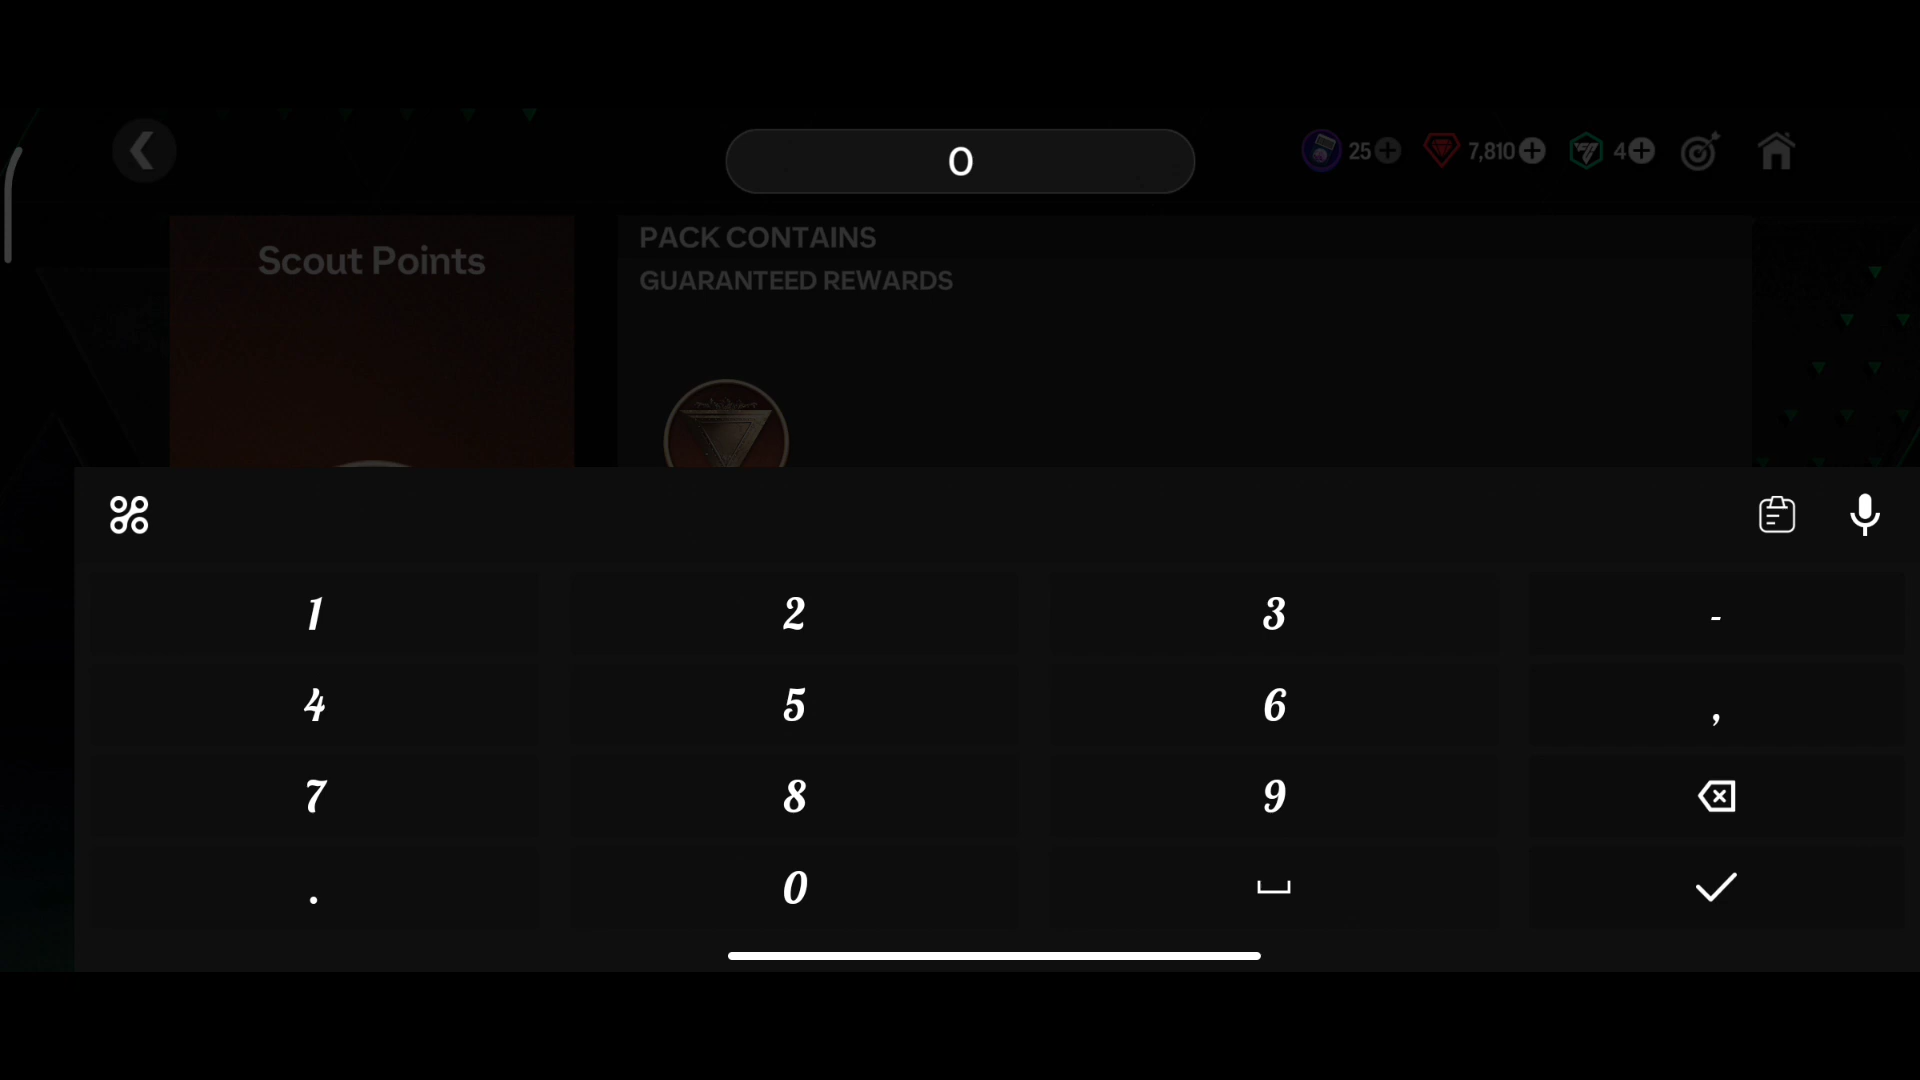 0
25
7,810
4
Scout Points
PACK CONTAINS
GUARANTEED REWARDS
1 2 3 -
4 5 6 ,
7 8 9
. 0